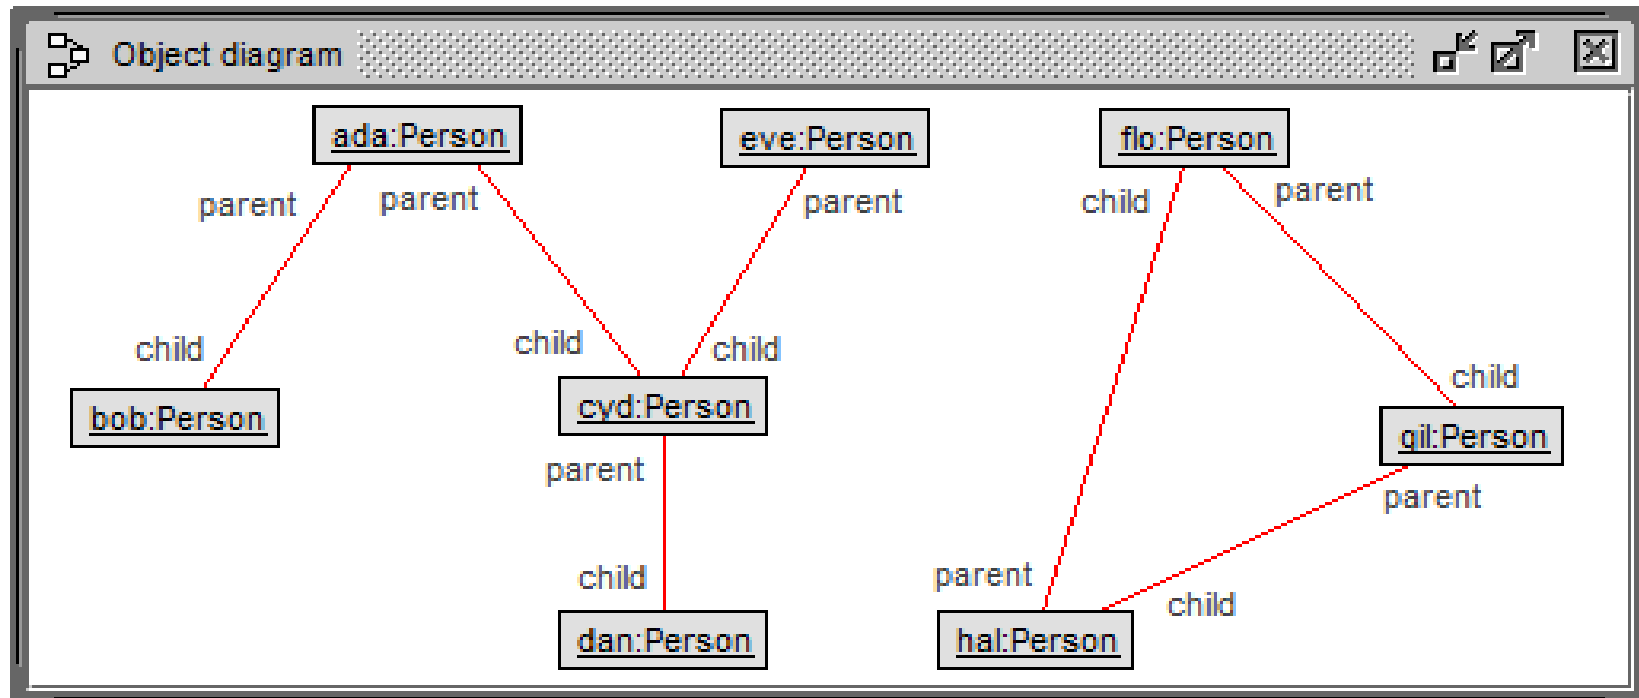 Object diagram
ada:Person
eve:Person
flo:Person
parent
parent
parent
child
parent
child
child
child
child
bob:Person
cyd:Person
gil:Person
parent
parent
child
parent
child
dan:Person
hal:Person